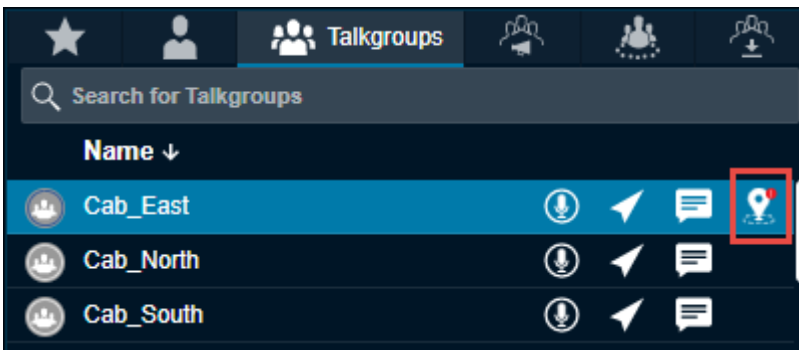 Talkgroups
Search for Talkgroups
Name ↓
Cab_East
Cab_North
Cab_South